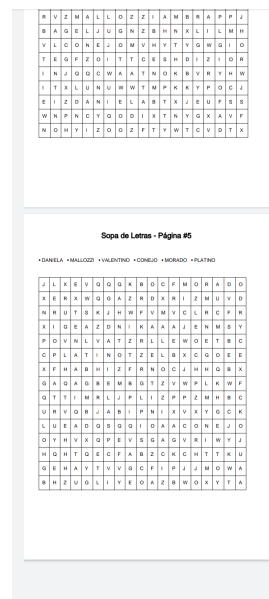 R V Z M A L L O Z Z I A M B R A P P J
B A G E L J U G N Z B H N X L I L M H
V L C O N E J O M V H Y T Y G W G I O
T E G F Z O I T T C E S H D I Z I O R
I N J Q Q C W A A T N O K B V R Y H W
I T X L U N U W W T M P K K Y P O C J
E I Z D A N I E L A B T X J E U F S S
W N P N C Y Q O D I X T N Y G X A V F
N O H Y I Z O O Z F T Y W T C V D T X
Sopa de Letras - Página #5
• DANIELA • MALLOZZI • VALENTINO • CONEJO • MORADO • PLATINO
J L X E V Q Q Q K B O C F M O R A D O
X E R X W Q G A Z R D X R I Z M U V D
N R U T S K J H W F V M V C L R C F R
X I G E A Z D N I K A A A J E N M S Y
P O V N L V A T Z R L L E W O E T B C
C P L A T I N O T Z E L B X C G O E E
X F H A B H I Z F R N O C J H H Q B X
G A Q A G B E M B G T Z V W P L K W F
Q T T I M R L J P L I Z P P Z M H B C
U R V Q B J A B I P N I X V X Y G C K
L U E A D Q S Q Q I O A A C O N E J O
O Y H V X Q P E V S G A G V R I W Y J
H Q H T Q E C F A B Z C K C H T T K U
G E H A Y T V V G C F I P J J M O W A
B H Z U G L I Y E O A Z B W O X Y T A